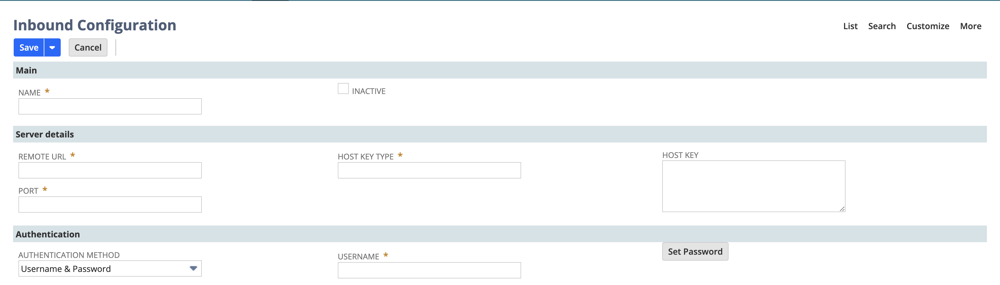 Inbound Configuration
List Search Customize More
Save Cancel
Main
NAME *
INACTIVE
Server details
REMOTE URL *
HOST KEY TYPE *
HOST KEY
PORT *
Authentication
AUTHENTICATION METHOD
Username & Password
USERNAME *
Set Password